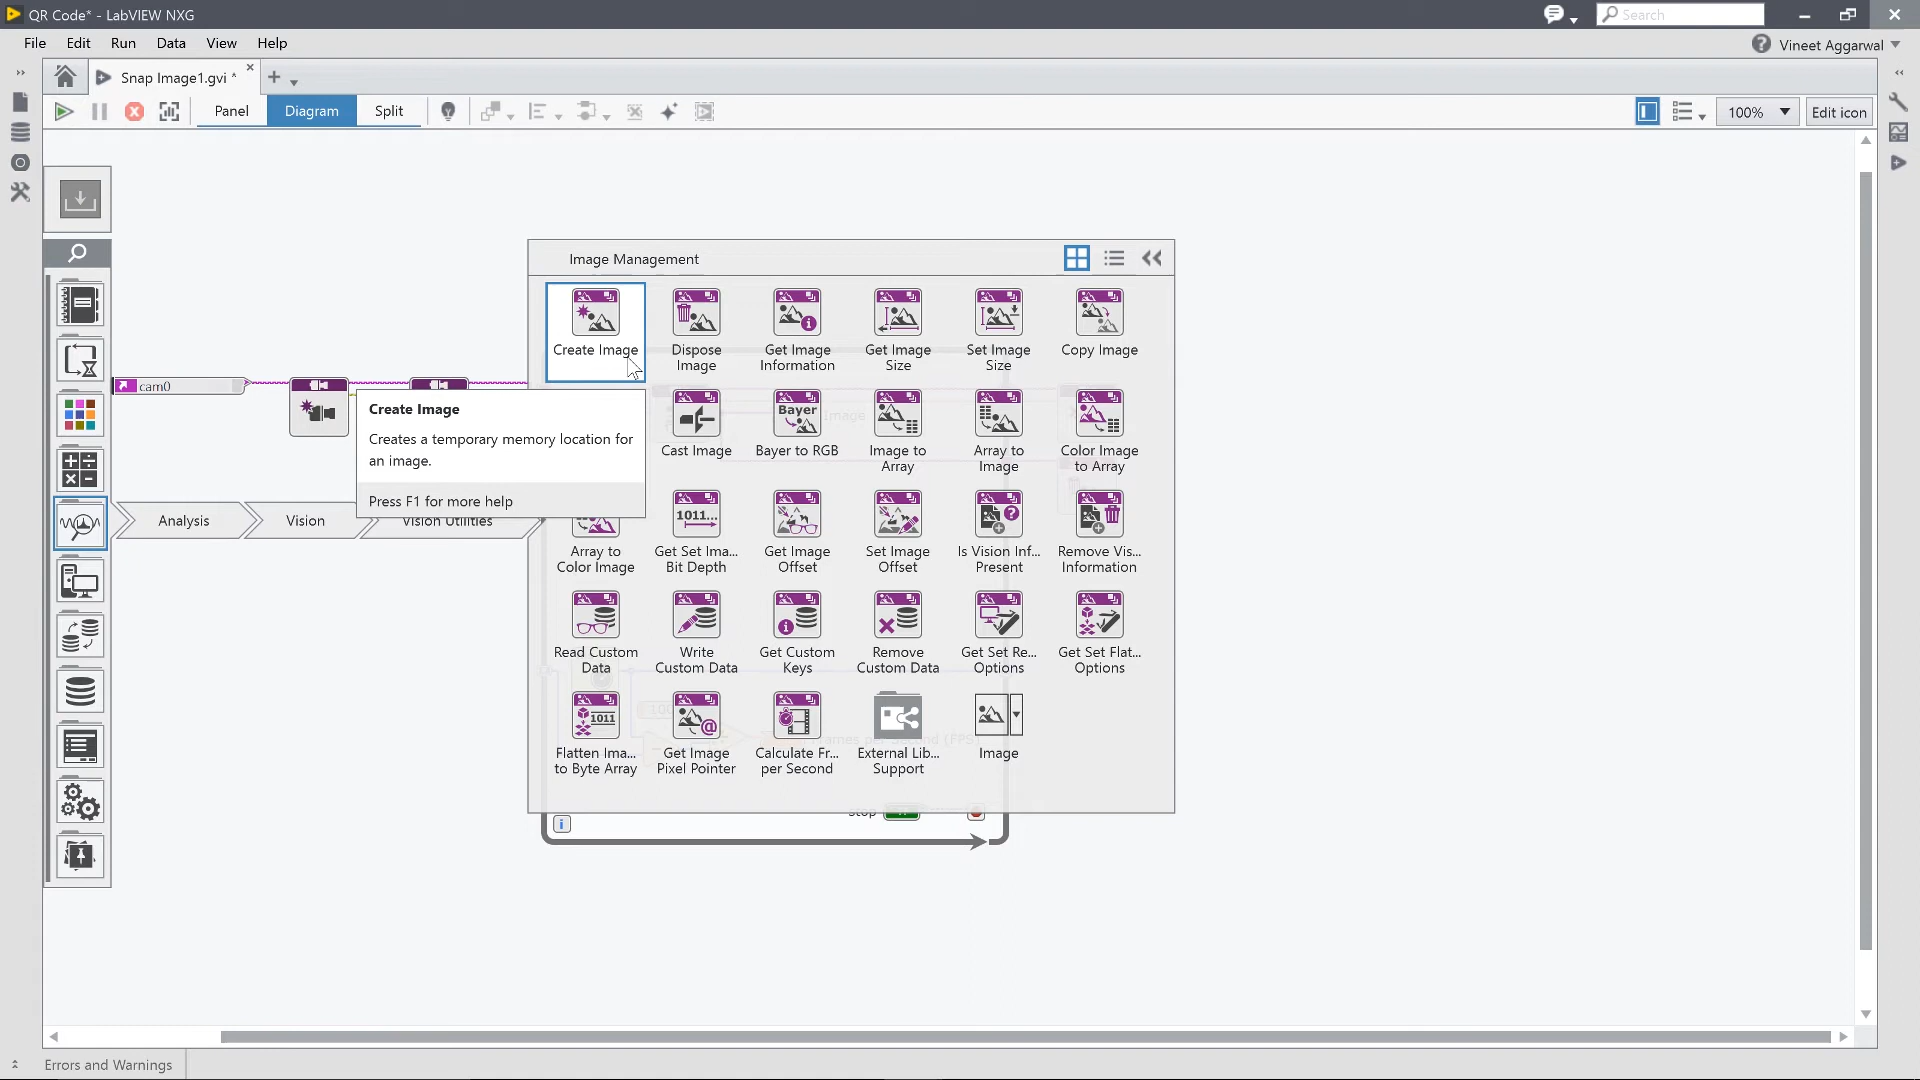 QR Code* - LabVIEW NXG
Search
File Edit Run Data View Help
Vineet Aggarwal
Snap Image1.gvi *
Panel Diagram Split
100%
Edit icon
Image Management
Create Image
Dispose Image
Get Image Information
Get Image Size
Set Image Size
Copy Image
cam0
Create Image
Creates a temporary memory location for
an image.
Press F1 for more help
Cast Image
Bayer
Bayer to RGB
Image to Array
Array to Image
Color Image to Array
Image
Analysis
Vision
Vision Utilities
Array to Color Image
1011...
Get Set Ima... Bit Depth
Get Image Offset
Set Image Offset
Is Vision Inf... Present
Remove Vis... Information
Read Custom Data
Write Custom Data
Get Custom Keys
Remove Custom Data
Get Set Re... Options
Get Set Flat... Options
1011
Flatten Ima... to Byte Array
Get Image Pixel Pointer
Calculate Fr... per Second
External Lib... Support
Image
Frames per Second (FPS)
stop
Errors and Warnings